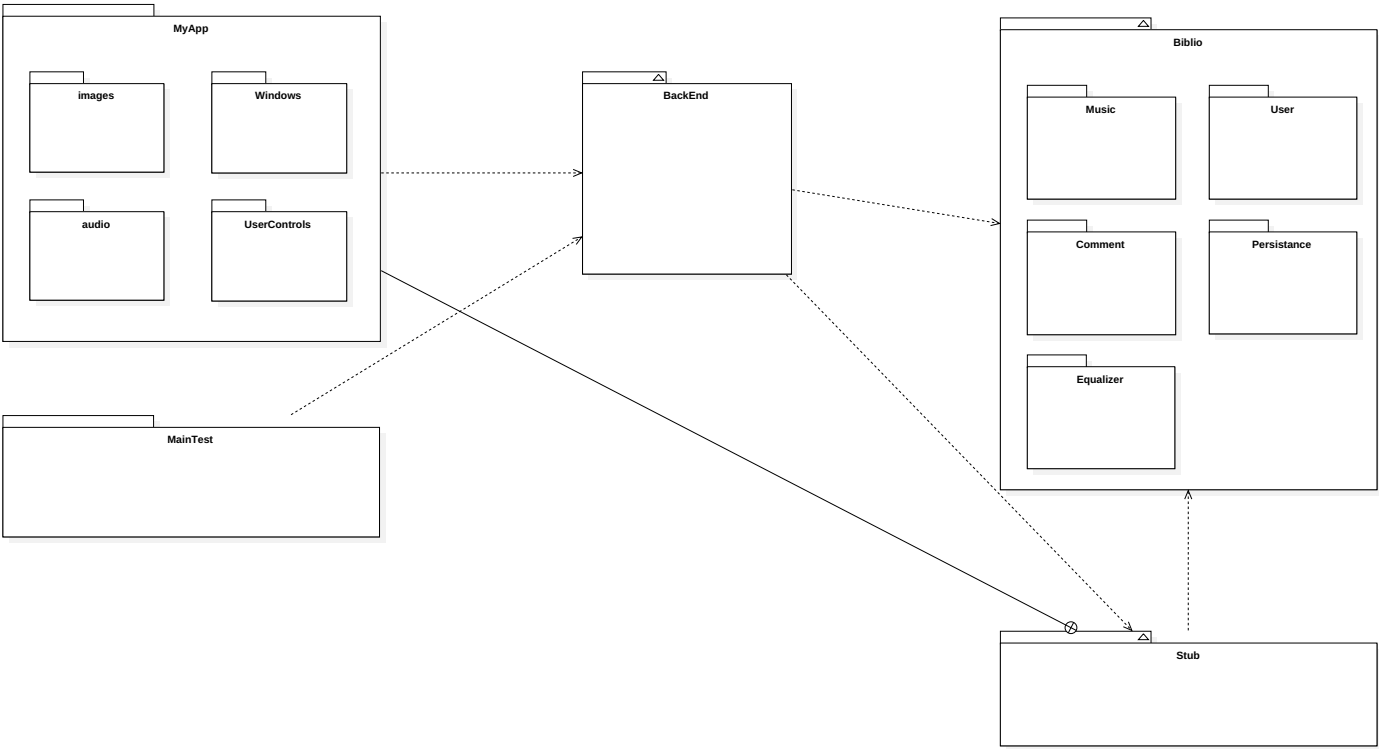 MyApp
images
Windows
audio
UserControls
MainTest
BackEnd
Biblio
Music
User
Comment
Persistance
Equalizer
Stub